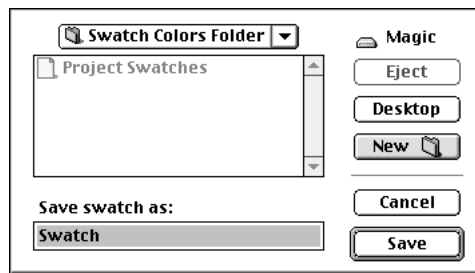 Swatch Colors Folder
Project Swatches
Save swatch as:
Swatch
Magic
Eject
Desktop
New
Cancel
Save